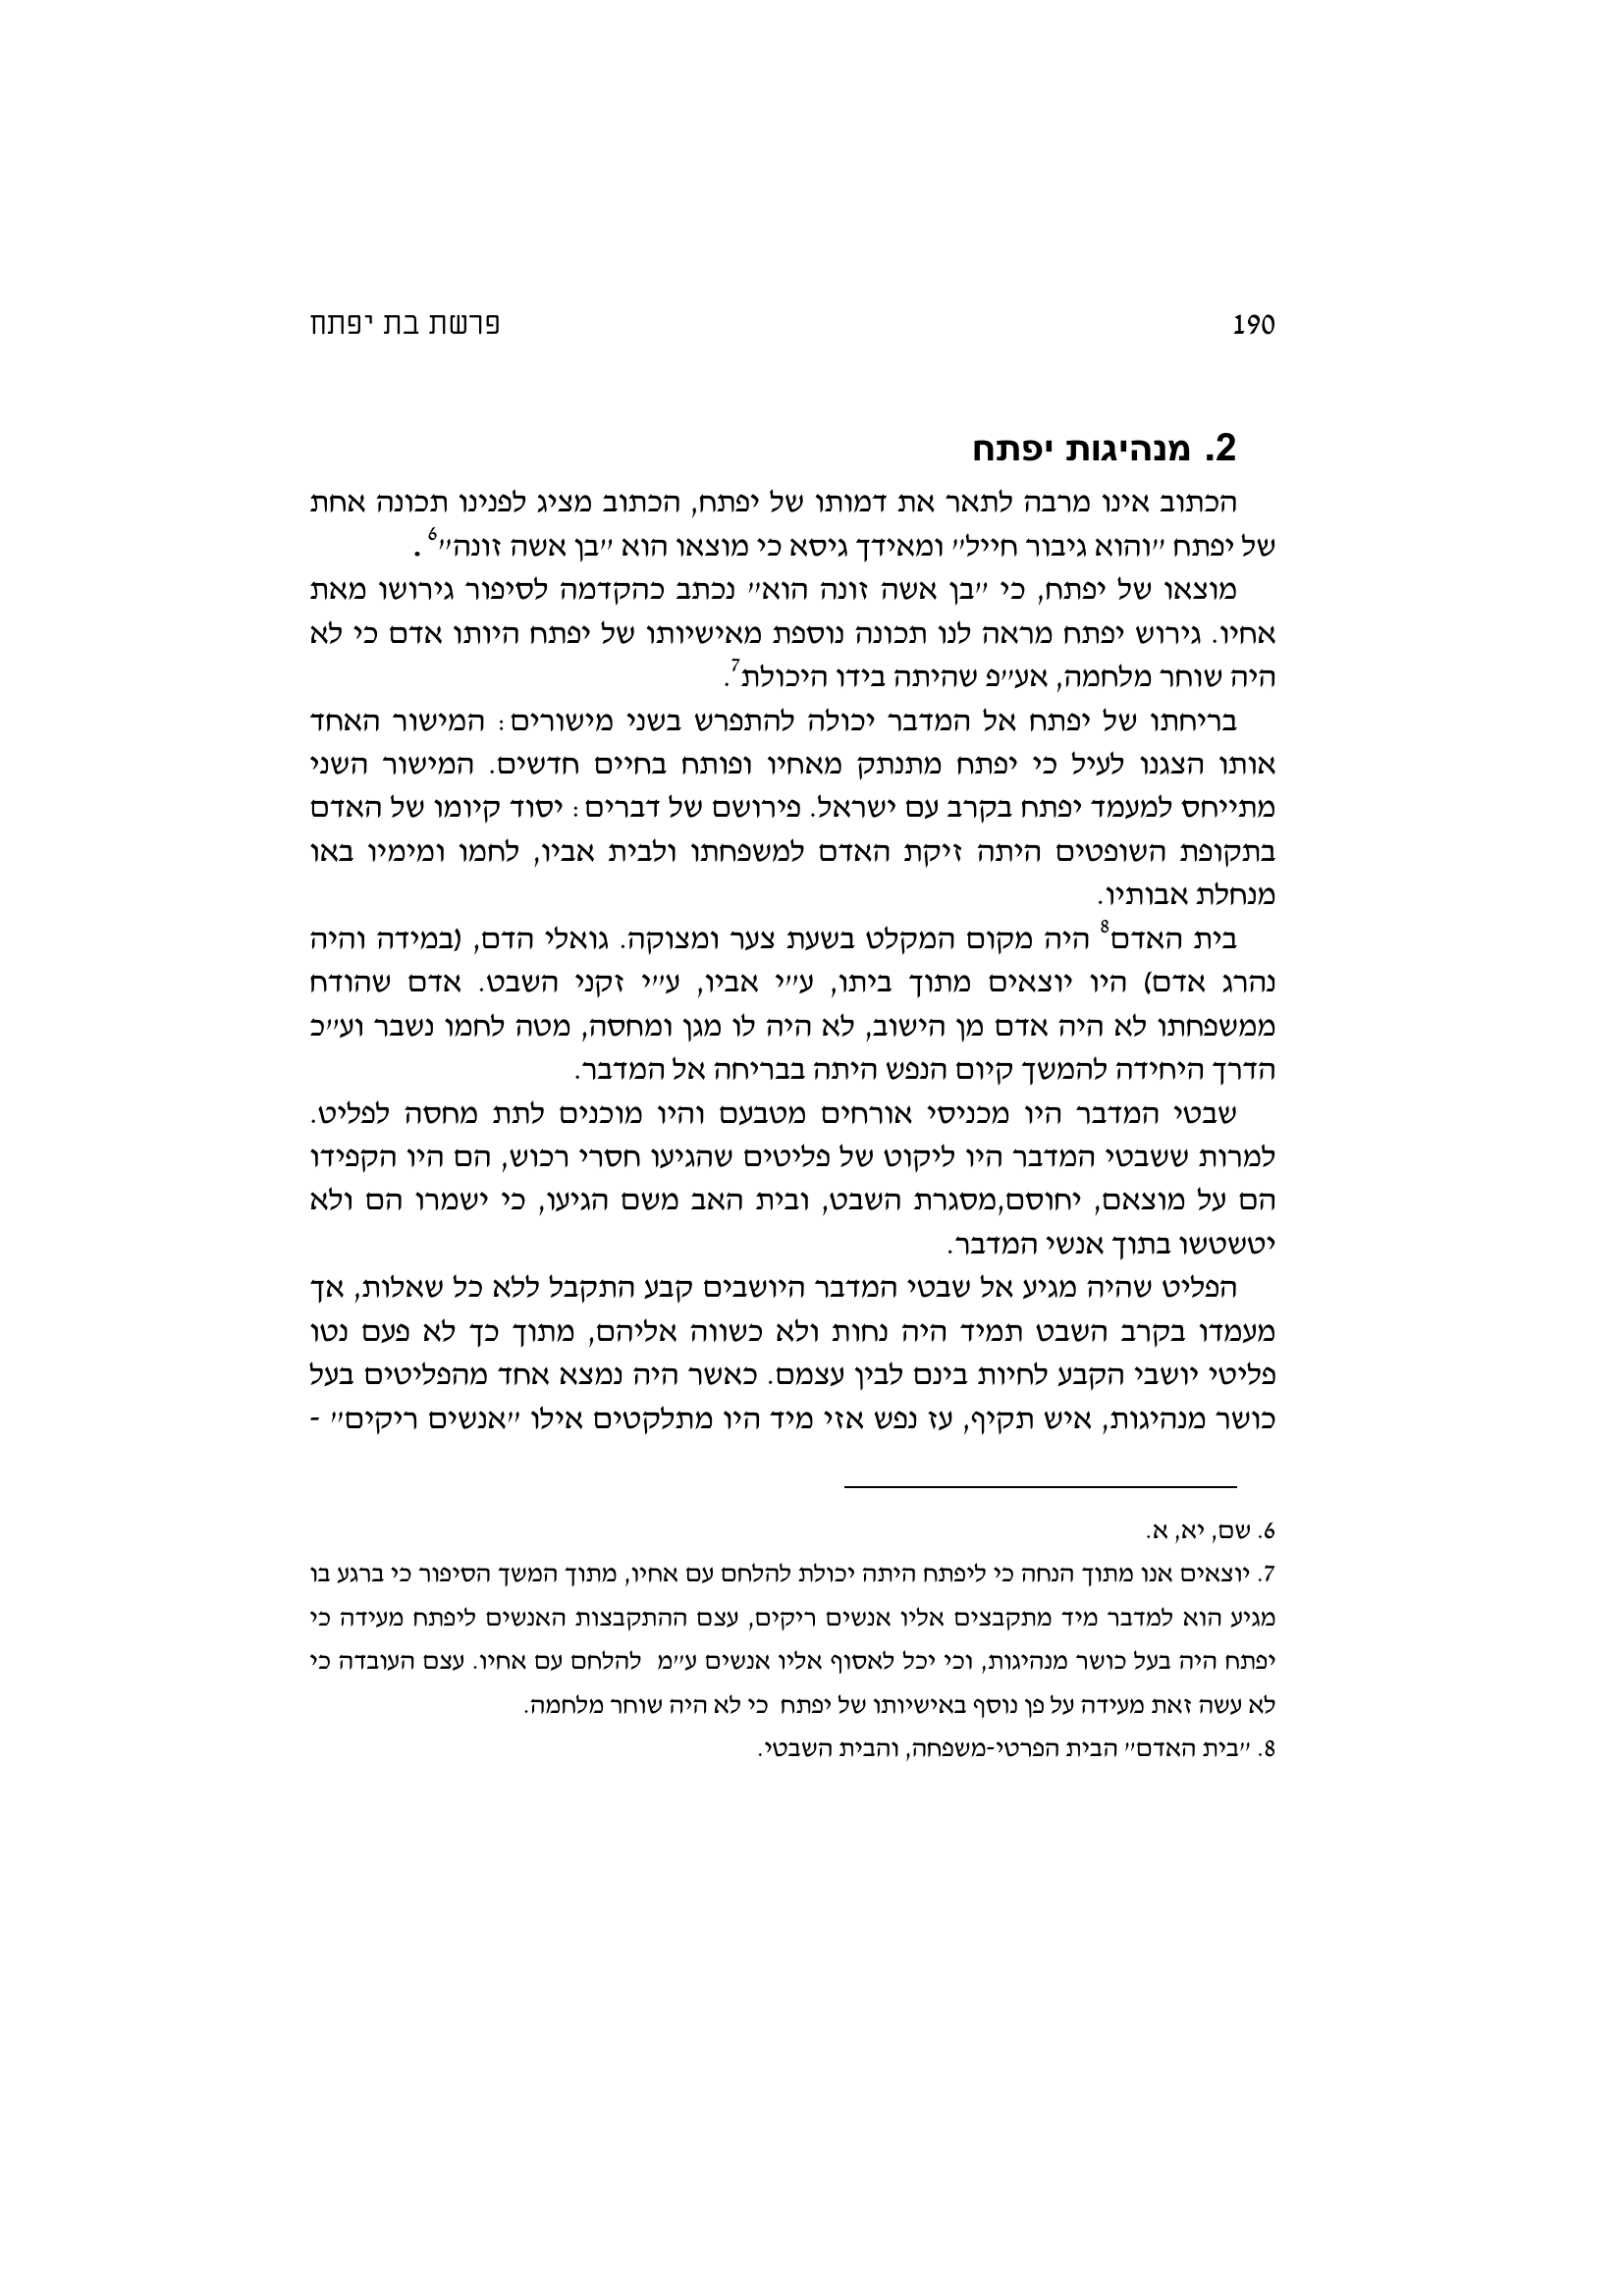 190 פרשת בת יפתח
2. מנהיגות יפתח
הכתוב אינו מרבה לתאר את דמותו של יפתח, הכתוב מציג לפנינו תכונה אחת
של יפתח ״והוא גיבור חייל״ ומאידך גיסא כי מוצאו הוא ״בן אשה זונה״6 .
מוצאו של יפתח, כי ״בן אשה זונה הוא״ נכתב כהקדמה לסיפור גירושו מאת
אחיו. גירוש יפתח מראה לנו תכונה נוספת מאישיותו של יפתח היותו אדם כי לא
היה שוחר מלחמה, אע״פ שהיתה בידו היכולת7.
בריחתו של יפתח אל המדבר יכולה להתפרש בשני מישורים: המישור האחד
אותו הצגנו לעיל כי יפתח מתנתק מאחיו ופותח בחיים חדשים. המישור השני
מתייחס למעמד יפתח בקרב עם ישראל. פירושם של דברים: יסוד קיומו של האדם
בתקופת השופטים היתה זיקת האדם למשפחתו ולבית אביו, לחמו ומימיו באו
מנחלת אבותיו.
בית האדם8 היה מקום המקלט בשעת צער ומצוקה. גואלי הדם, (במידה והיה
נהרג אדם) היו יוצאים מתוך ביתו, ע״י אביו, ע״י זקני השבט. אדם שהודח
ממשפחתו לא היה אדם מן הישוב, לא היה לו מגן ומחסה, מטה לחמו נשבר וע״כ
הדרך היחידה להמשך קיום הנפש היתה בבריחה אל המדבר.
שבטי המדבר היו מכניסי אורחים מטבעם והיו מוכנים לתת מחסה לפליט.
למרות ששבטי המדבר היו ליקוט של פליטים שהגיעו חסרי רכוש, הם היו הקפידו
הם על מוצאם, יחוסם,מסגרת השבט, ובית האב משם הגיעו, כי ישמרו הם ולא
יטשטשו בתוך אנשי המדבר.
הפליט שהיה מגיע אל שבטי המדבר היושבים קבע התקבל ללא כל שאלות, אך
מעמדו בקרב השבט תמיד היה נחות ולא כשווה אליהם, מתוך כך לא פעם נטו
פליטי יושבי הקבע לחיות בינם לבין עצמם. כאשר היה נמצא אחד מהפליטים בעל
כושר מנהיגות, איש תקיף, עז נפש אזי מיד היו מתלקטים אילו ״אנשים ריקים״ -
6. שם, יא, א.
7. יוצאים אנו מתוך הנחה כי ליפתח היתה יכולת להלחם עם אחיו, מתוך המשך הסיפור כי ברגע בו
מגיע הוא למדבר מיד מתקבצים אליו אנשים ריקים, עצם ההתקבצות האנשים ליפתח מעידה כי
יפתח היה בעל כושר מנהיגות, וכי יכל לאסוף אליו אנשים ע״מ להלחם עם אחיו. עצם העובדה כי
לא עשה זאת מעידה על פן נוסף באישיותו של יפתח כי לא היה שוחר מלחמה.
8. ״בית האדם״ הבית הפרטי-משפחה, והבית השבטי.